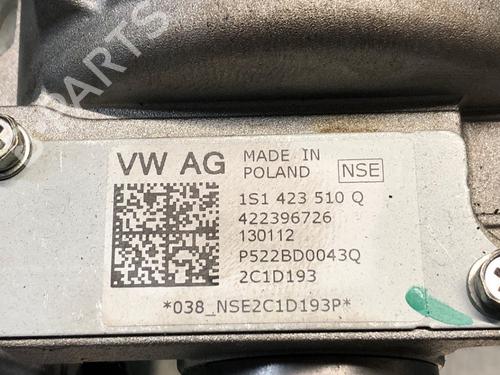 PARTS
VW AG
MADE IN
POLAND
NSE
1S1 423 510 Q
422396726
130112
P522BD0043Q
2C1D193
*038_NSE2C1D193P*